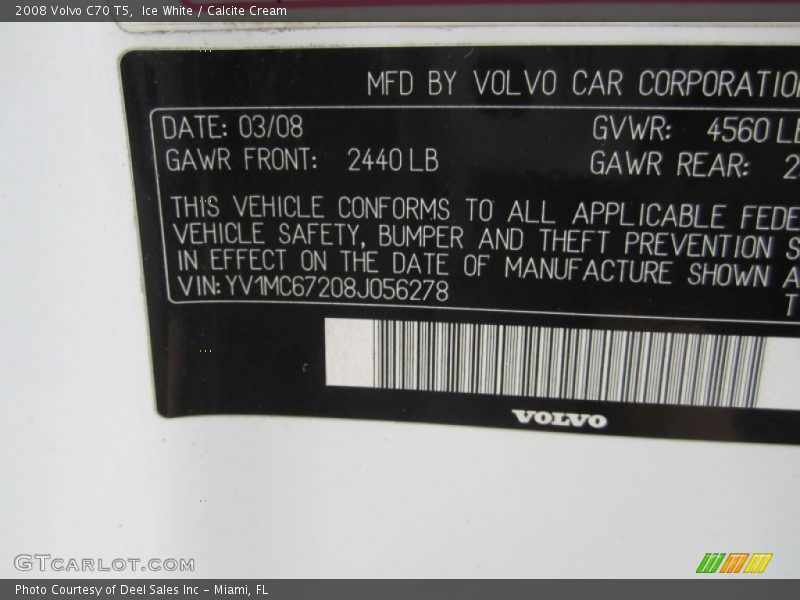 2008 Volvo C70 T5, Ice White / Calcite Cream
MFD BY VOLVO CAR CORPORATIO
DATE: 03/08 GVWR: 4560 LB
GAWR FRONT: 2440 LB GAWR REAR: 2
THIS VEHICLE CONFORMS TO ALL APPLICABLE FEDE
VEHICLE SAFETY, BUMPER AND THEFT PREVENTION S
IN EFFECT ON THE DATE OF MANUFACTURE SHOWN A
VIN: YV1MC67208J056278 T
VOLVO
GTCarLot.com
Photo Courtesy of Deel Sales Inc - Miami, FL